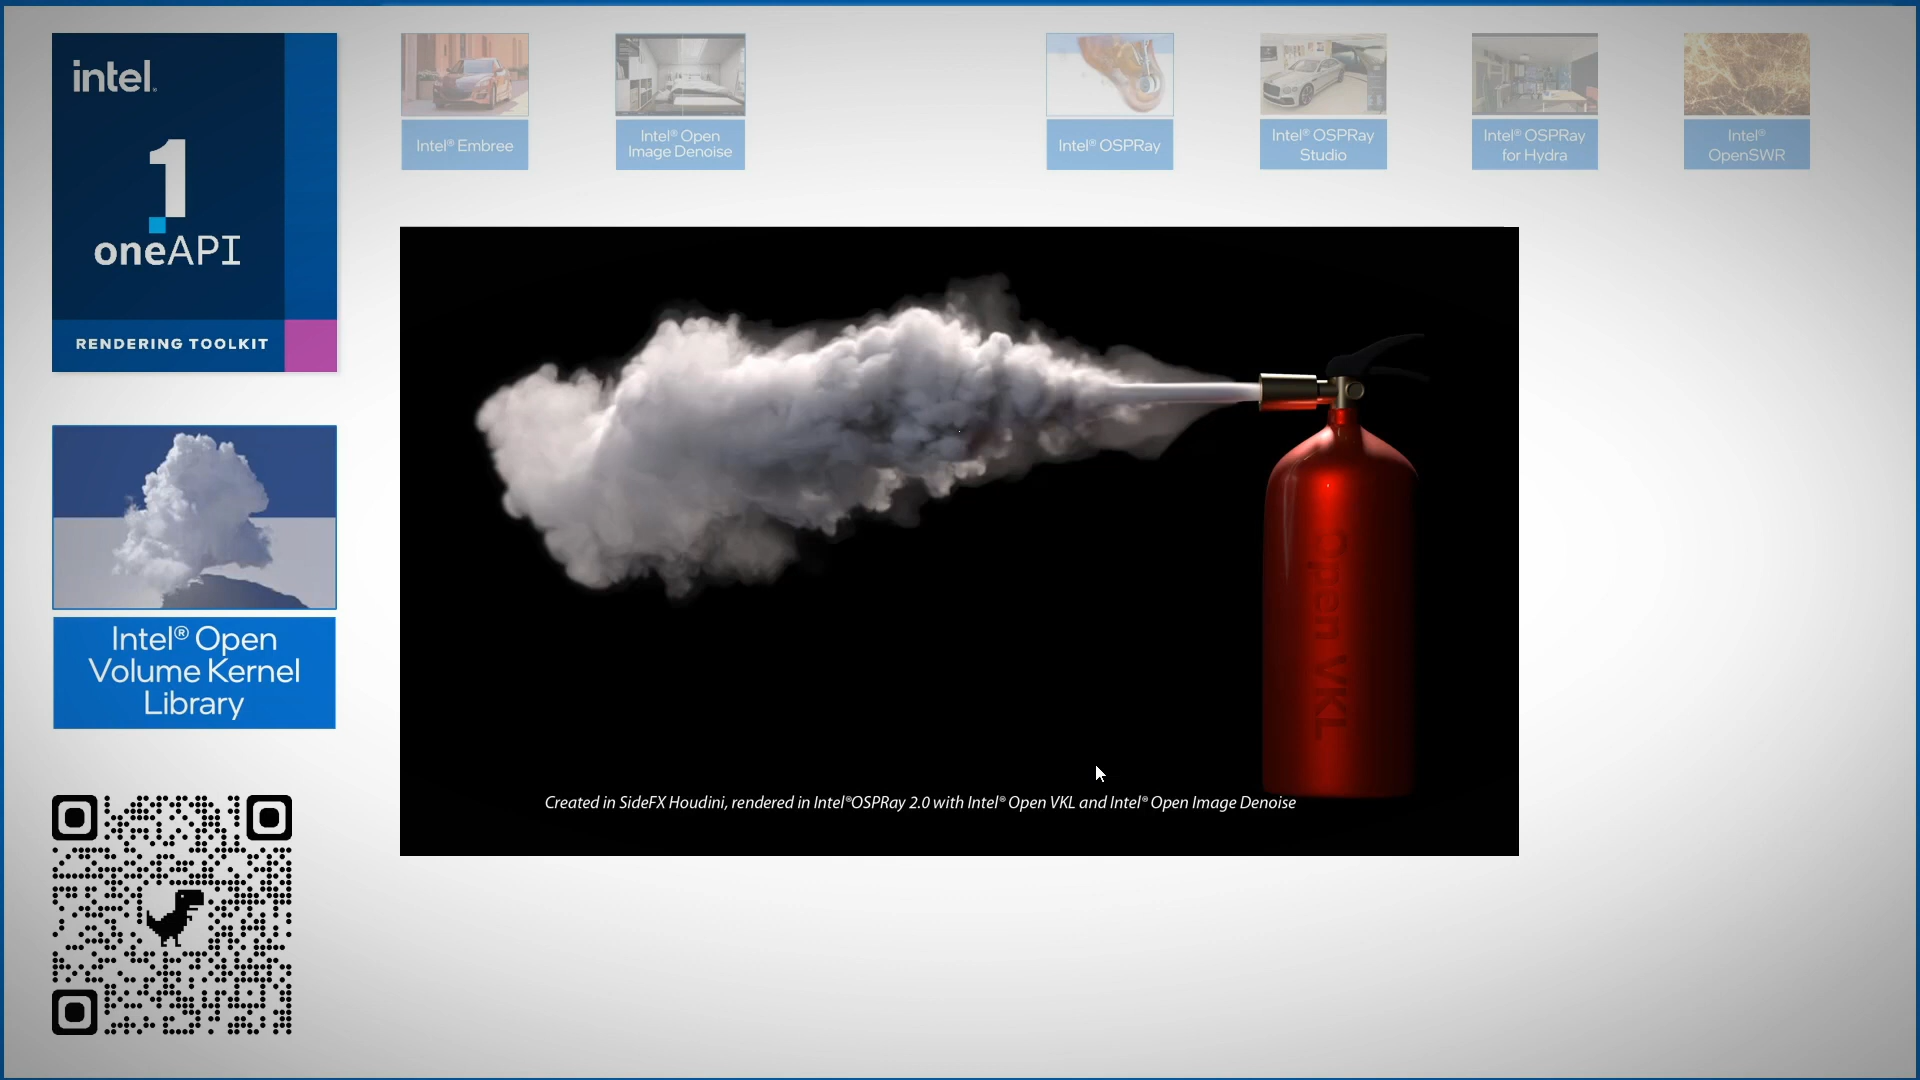 intel.
1
oneAPI
RENDERING TOOLKIT
Intel® Embree
Intel® Open
Image Denoise
Intel® OSPRay
Intel® OSPRay
Studio
Intel® OSPRay
for Hydra
Intel®
OpenSWR
Intel® Open
Volume Kernel
Library
Open VKL
Created in SideFX Houdini, rendered in Intel®OSPRay 2.0 with Intel® Open VKL and Intel® Open Image Denoise